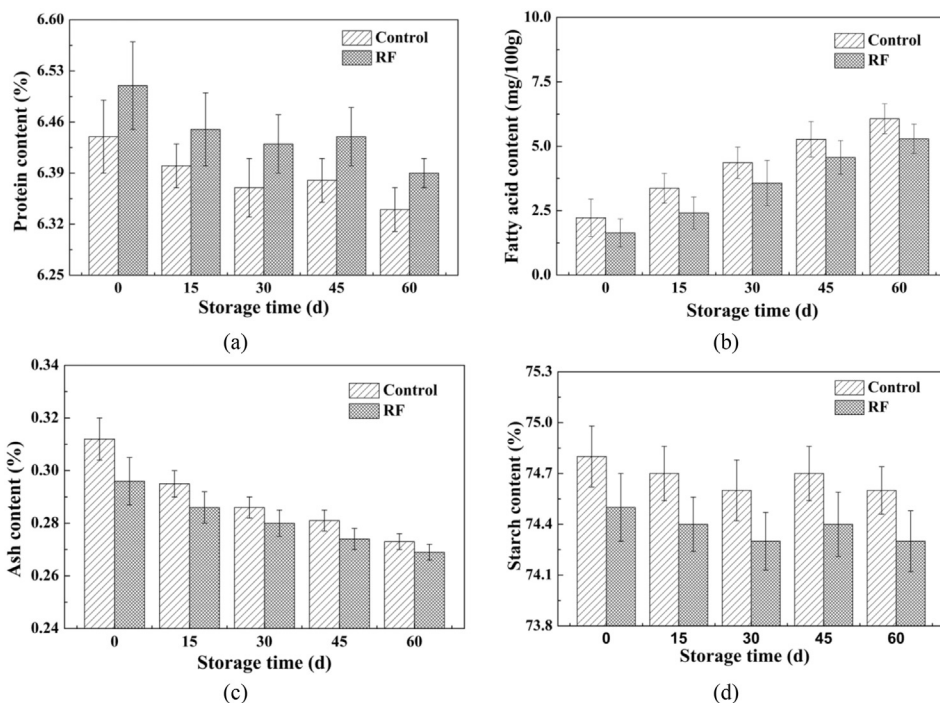 6.60
6.53
6.46
6.39
6.32
6.25
Protein content (%)
Control
RF
0 15 30 45 60
Storage time (d)
(a)
10.0
7.5
5.0
2.5
0.0
Fatty acid content (mg/100g)
Control
RF
0 15 30 45 60
Storage time (d)
(b)
0.34
0.32
0.30
0.28
0.26
0.24
Ash content (%)
Control
RF
0 15 30 45 60
Storage time (d)
(c)
75.3
75.0
74.7
74.4
74.1
73.8
Starch content (%)
Control
RF
0 15 30 45 60
Storage time (d)
(d)